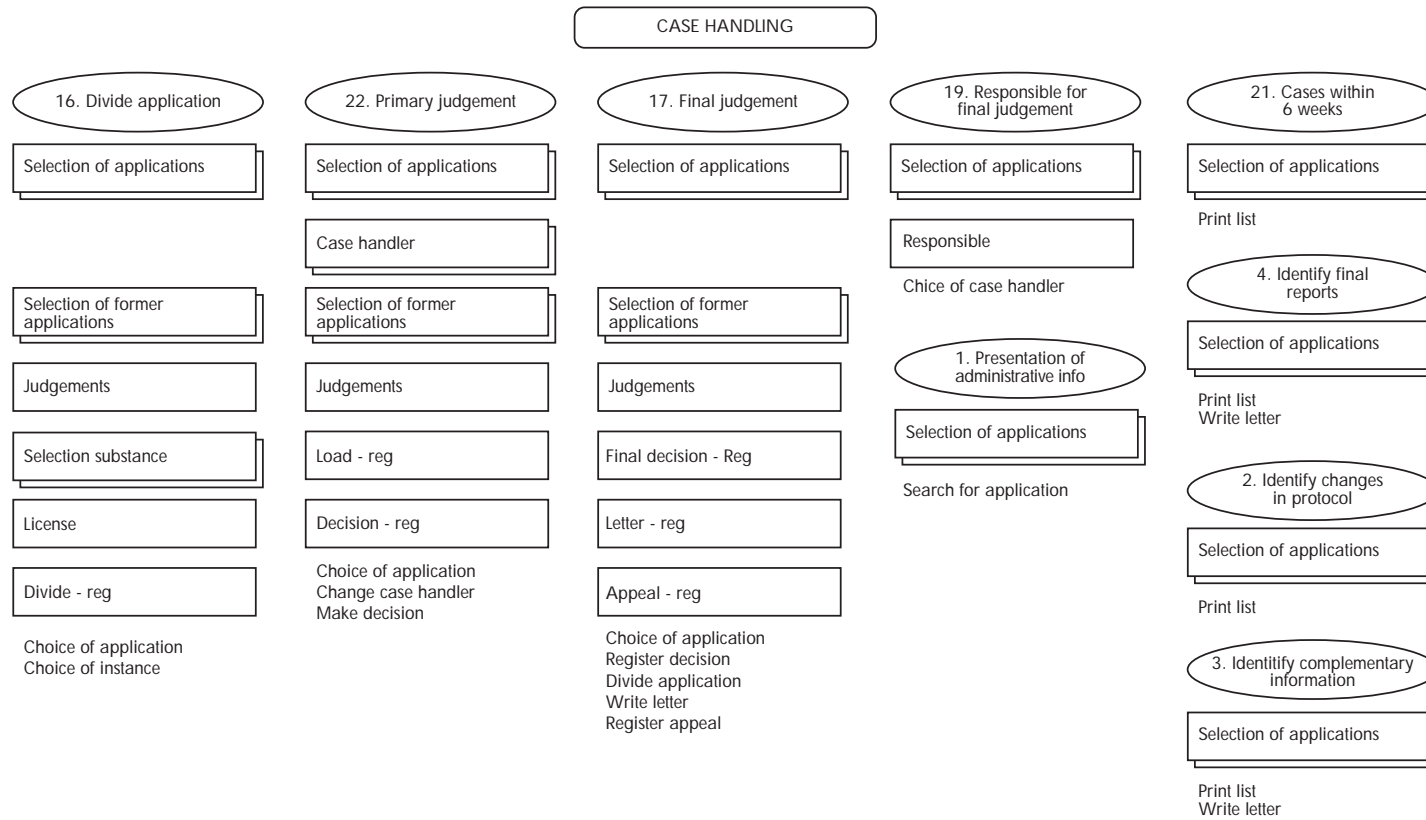 CASE HANDLING
16. Divide application
Selection of applications
Selection of former
applications
Judgements
Selection substance
License
Divide - reg
Choice of application
Choice of instance
22. Primary judgement
Selection of applications
Case handler
Selection of former
applications
Judgements
Load - reg
Decision - reg
Choice of application
Change case handler
Make decision
17. Final judgement
Selection of applications
Selection of former
applications
Judgements
Final decision - Reg
Letter - reg
Appeal - reg
Choice of application
Register decision
Divide application
Write letter
Register appeal
19. Responsible for
final judgement
Selection of applications
Responsible
Chice of case handler
1. Presentation of
administrative info
Selection of applications
Search for application
21. Cases within
6 weeks
Selection of applications
Print list
4. Identify final
reports
Selection of applications
Print list
Write letter
2. Identify changes
in protocol
Selection of applications
Print list
3. Identitify complementary
information
Selection of applications
Print list
Write letter